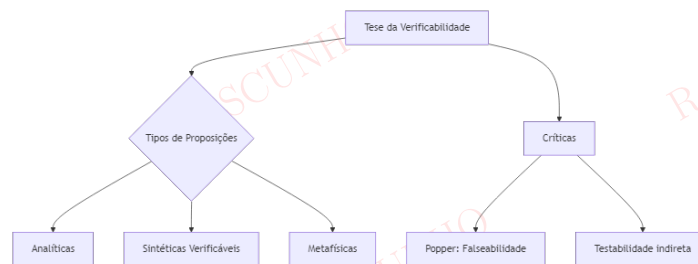 Tese da Verificabilidade
Tipos de Proposições
Críticas
Analíticas
Sintéticas Verificáveis
Metafísicas
Popper: Falseabilidade
Testabilidade indireta